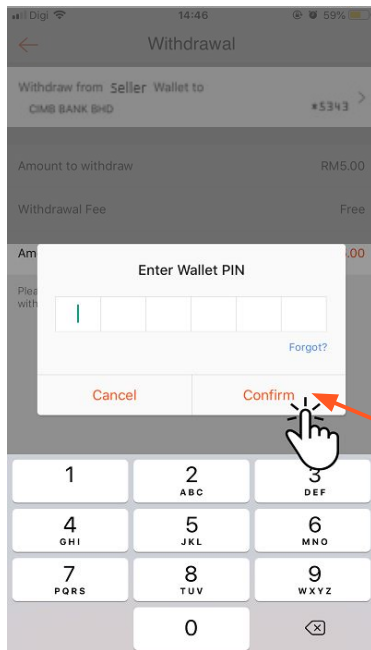 Digi 14:46 59%
Withdrawal
Withdraw from Seller Wallet to
CIMB BANK BHD
*5343
Amount to withdraw RM5.00
Withdrawal Fee Free
Am .00
Plea
with
Enter Wallet PIN
Forgot?
Cancel Confirm
1 2 3
ABC DEF
4 5 6
GHI JKL MNO
7 8 9
PQRS TUV WXYZ
0